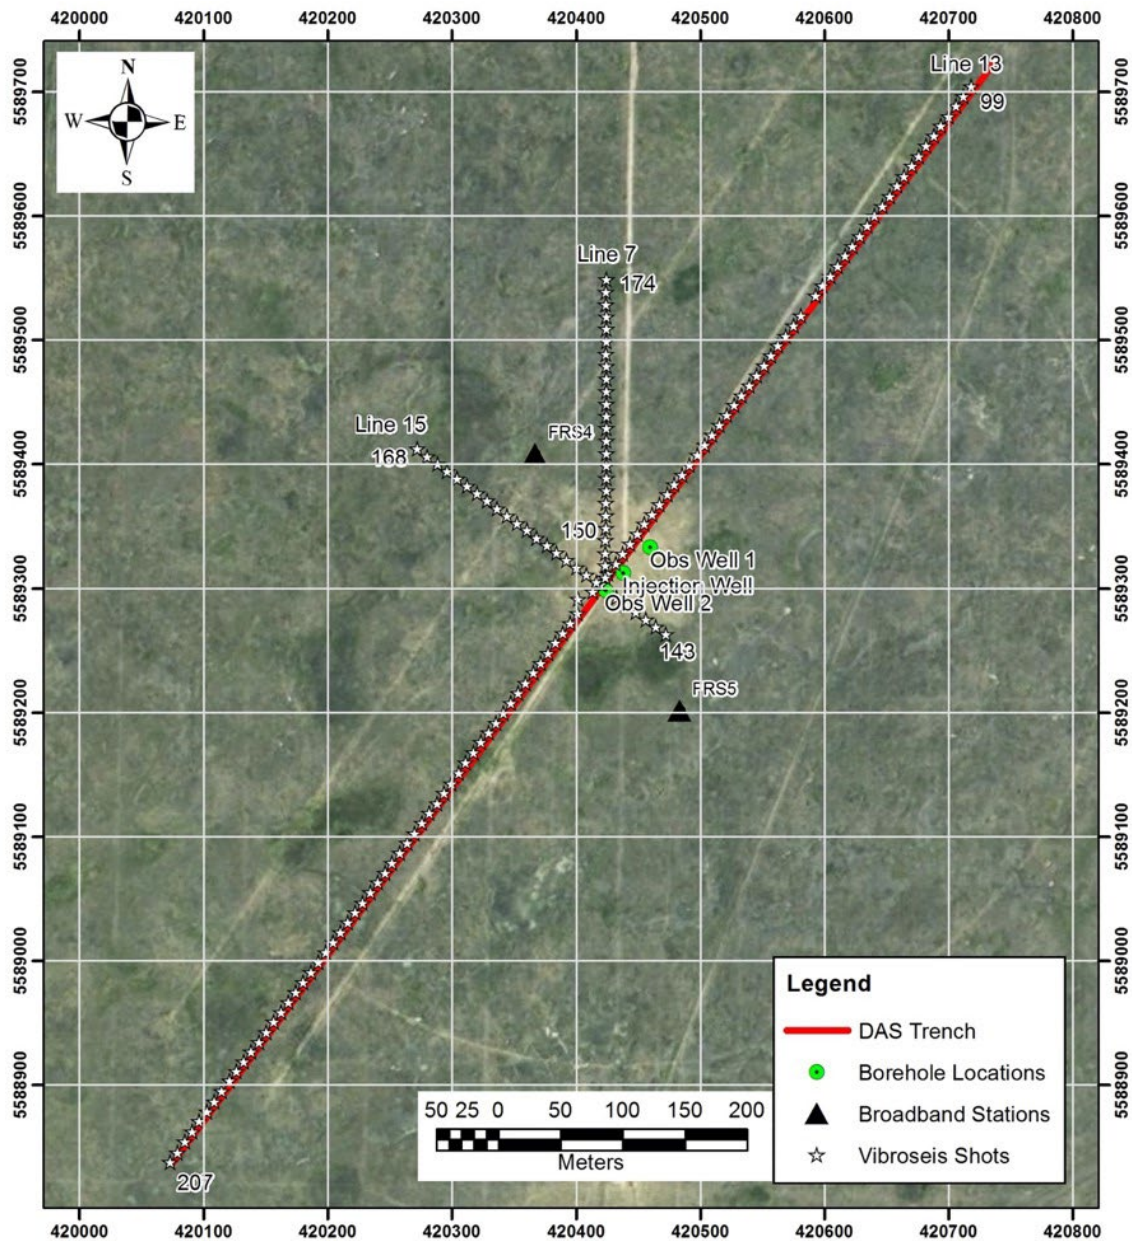 420000 420100 420200 420300 420400 420500 420600 420700 420800
N
W E
S
Line 13
99
Line 7
174
Line 15
168
FRS4
150
Obs Well 1
Injection Well
Obs Well 2
143
FRS5
207
5589700
5589600
5589500
5589400
5589300
5589200
5589100
5589000
5588900
5589700
5589600
5589500
5589400
5589300
5589200
5589100
5589000
5588900
50 25 0 50 100 150 200
Meters
Legend
DAS Trench
Borehole Locations
Broadband Stations
Vibroseis Shots
420000 420100 420200 420300 420400 420500 420600 420700 420800